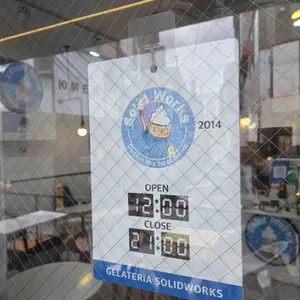 Solid Works
2014
OPEN
12:00
CLOSE
21:00
GELATERIA SOLIDWORKS